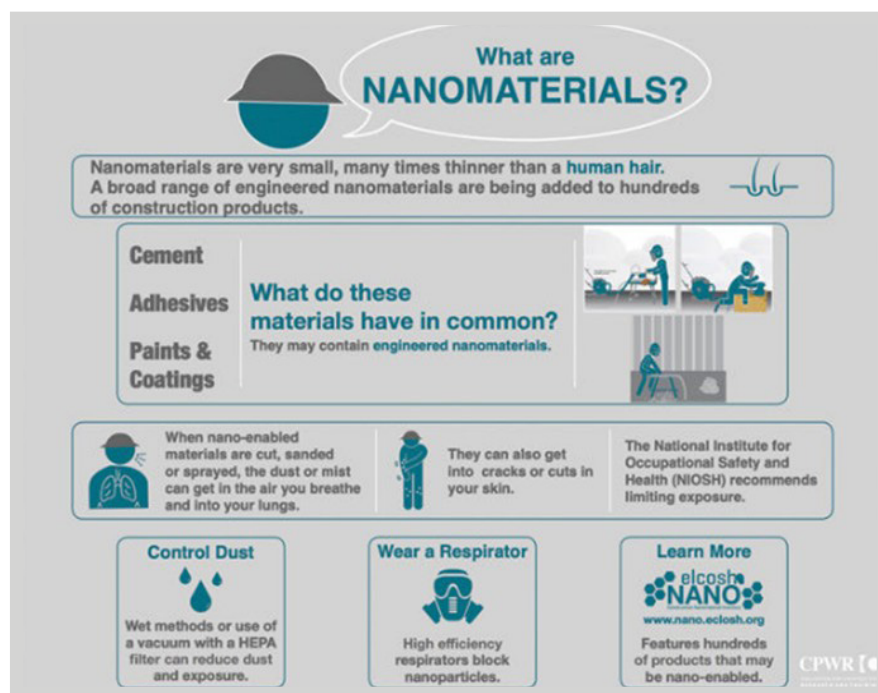 What are
NANOMATERIALS?
Nanomaterials are very small, many times thinner than a human hair.
A broad range of engineered nanomaterials are being added to hundreds
of construction products.
Cement
Adhesives
Paints &
Coatings
What do these
materials have in common?
They may contain engineered nanomaterials.
When nano-enabled
materials are cut, sanded
or sprayed, the dust or mist
can get in the air you breathe
and into your lungs.
They can also get
into cracks or cuts in
your skin.
The National Institute for
Occupational Safety and
Health (NIOSH) recommends
limiting exposure.
Control Dust
Wet methods or use of
a vacuum with a HEPA
filter can reduce dust
and exposure.
Wear a Respirator
High efficiency
respirators block
nanoparticles.
Learn More
elcosh
NANO
www.nano.eclosh.org
Features hundreds
of products that may
be nano-enabled.
CPWR